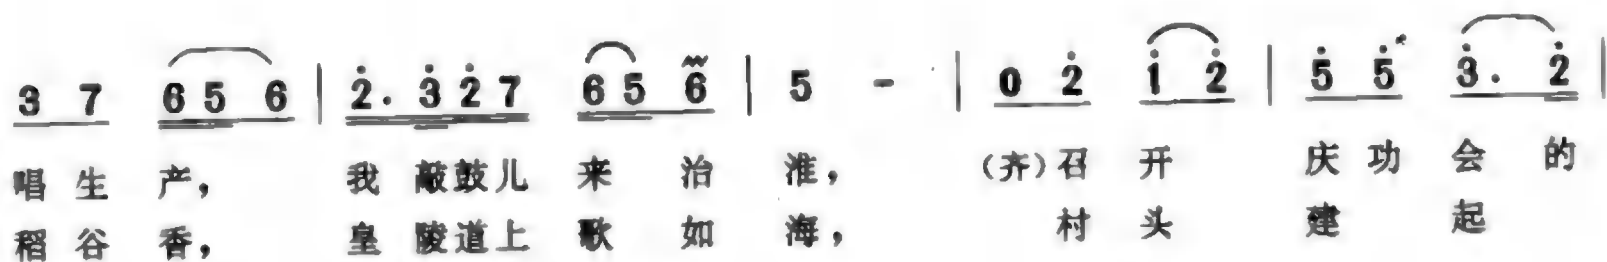 3 7 6 5 6 | 2̇ . 3̇ 2̇ 7 6 5 6 | 5 - | 0 2̇ 1̇ 2̇ | 5̇ 5̇ 3̇ . 2̇ |
唱 生 产， 我 敲 鼓 儿 来 治 淮， （齐）召 开 庆 功 会 的
稻 谷 香， 皇 陵 道 上 歌 如 海， 村 头 建 起